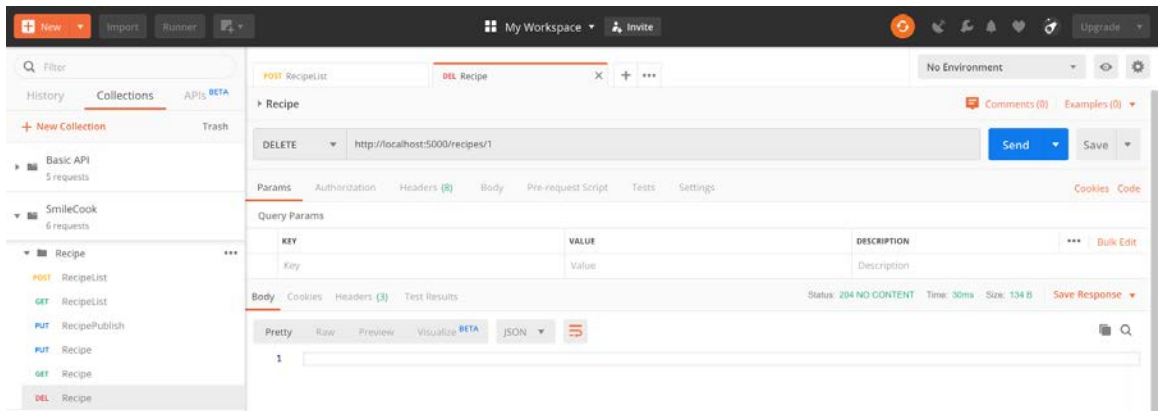 New Import Runner My Workspace Invite Upgrade
Filter
History Collections APIs BETA
+ New Collection Trash
Basic API
5 requests
SmileCook
6 requests
Recipe
POST RecipeList
GET RecipeList
PUT RecipePublish
PUT Recipe
GET Recipe
DEL Recipe
POST RecipeList DEL Recipe No Environment
Recipe Comments (0) Examples (0)
DELETE http://localhost:5000/recipes/1 Send Save
Params Authorization Headers (8) Body Pre-request Script Tests Settings Cookies Code
Query Params
KEY VALUE DESCRIPTION Bulk Edit
Key Value Description
Body Cookies Headers (3) Test Results Status: 204 NO CONTENT Time: 30ms Size: 134 B Save Response
Pretty Raw Preview Visualize BETA JSON
1